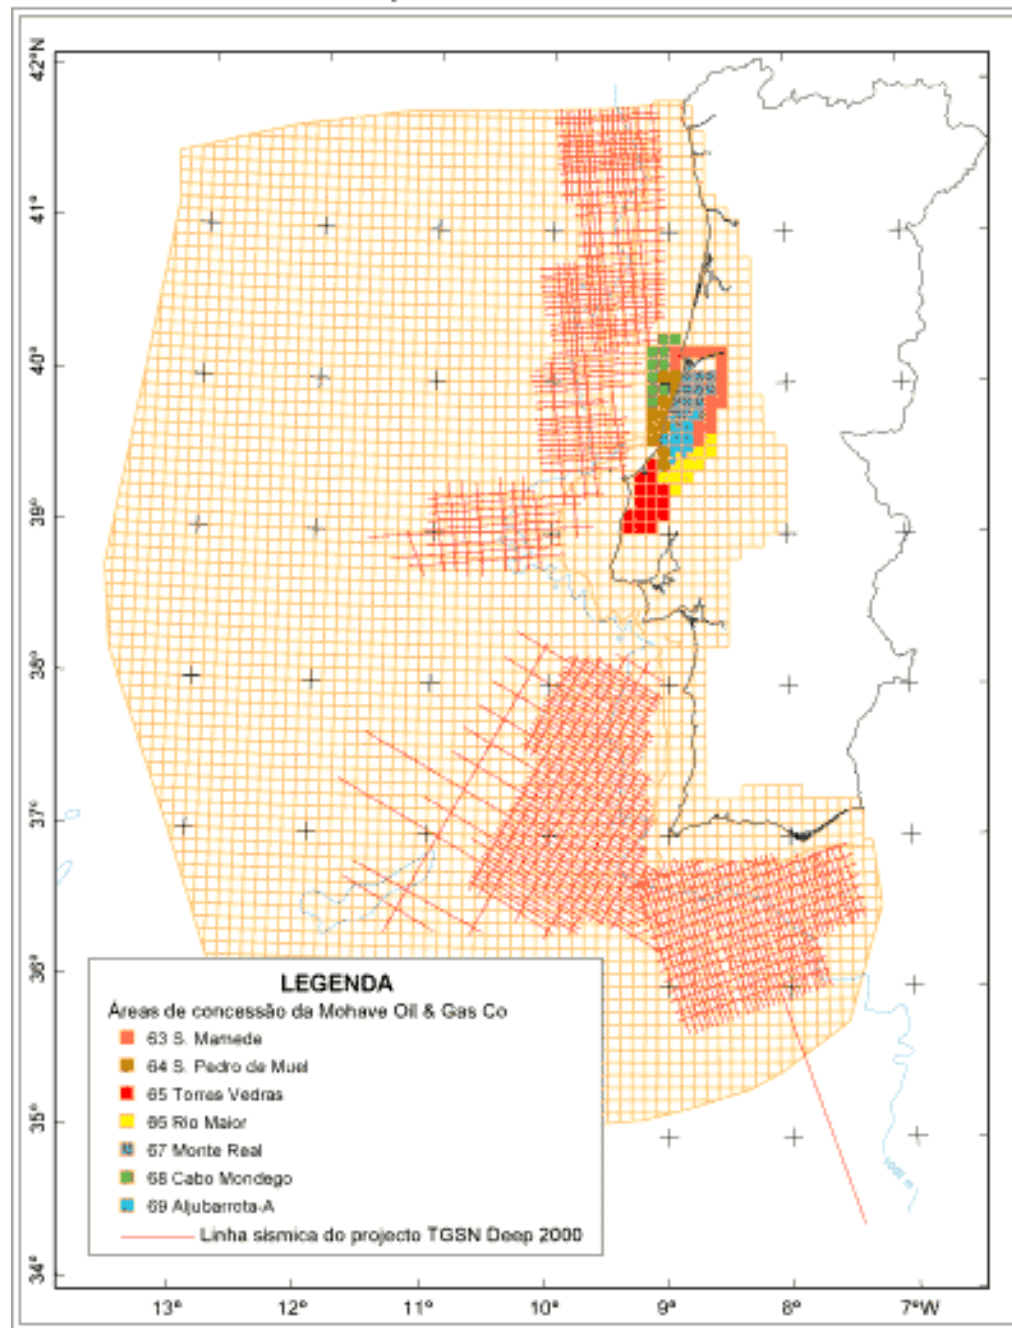 42°N
41°
40°
39°
38°
37°
36°
35°
34°
LEGENDA
Áreas de concessão da Mohave Oil & Gas Co
63 S. Mamede
64 S. Pedro de Muel
65 Torres Vedras
66 Rio Maior
67 Monte Real
68 Cabo Mondego
69 Aljubarrota-A
Linha sísmica do projecto TGSN Deep 2000
13° 12° 11° 10° 9° 8° 7°W